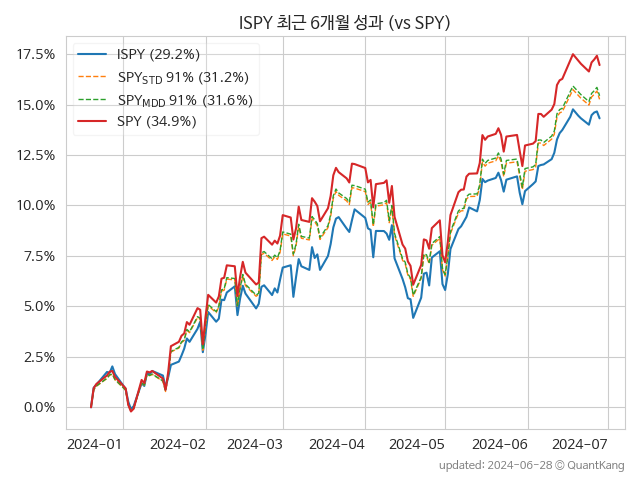 ISPY 최근 6개월 성과 (vs SPY)
ISPY (29.2%)
SPY_STD 91% (31.2%)
SPY_MDD 91% (31.6%)
SPY (34.9%)
17.5%
15.0%
12.5%
10.0%
7.5%
5.0%
2.5%
0.0%
2024-01 2024-02 2024-03 2024-04 2024-05 2024-06 2024-07
updated: 2024-06-28 © QuantKang